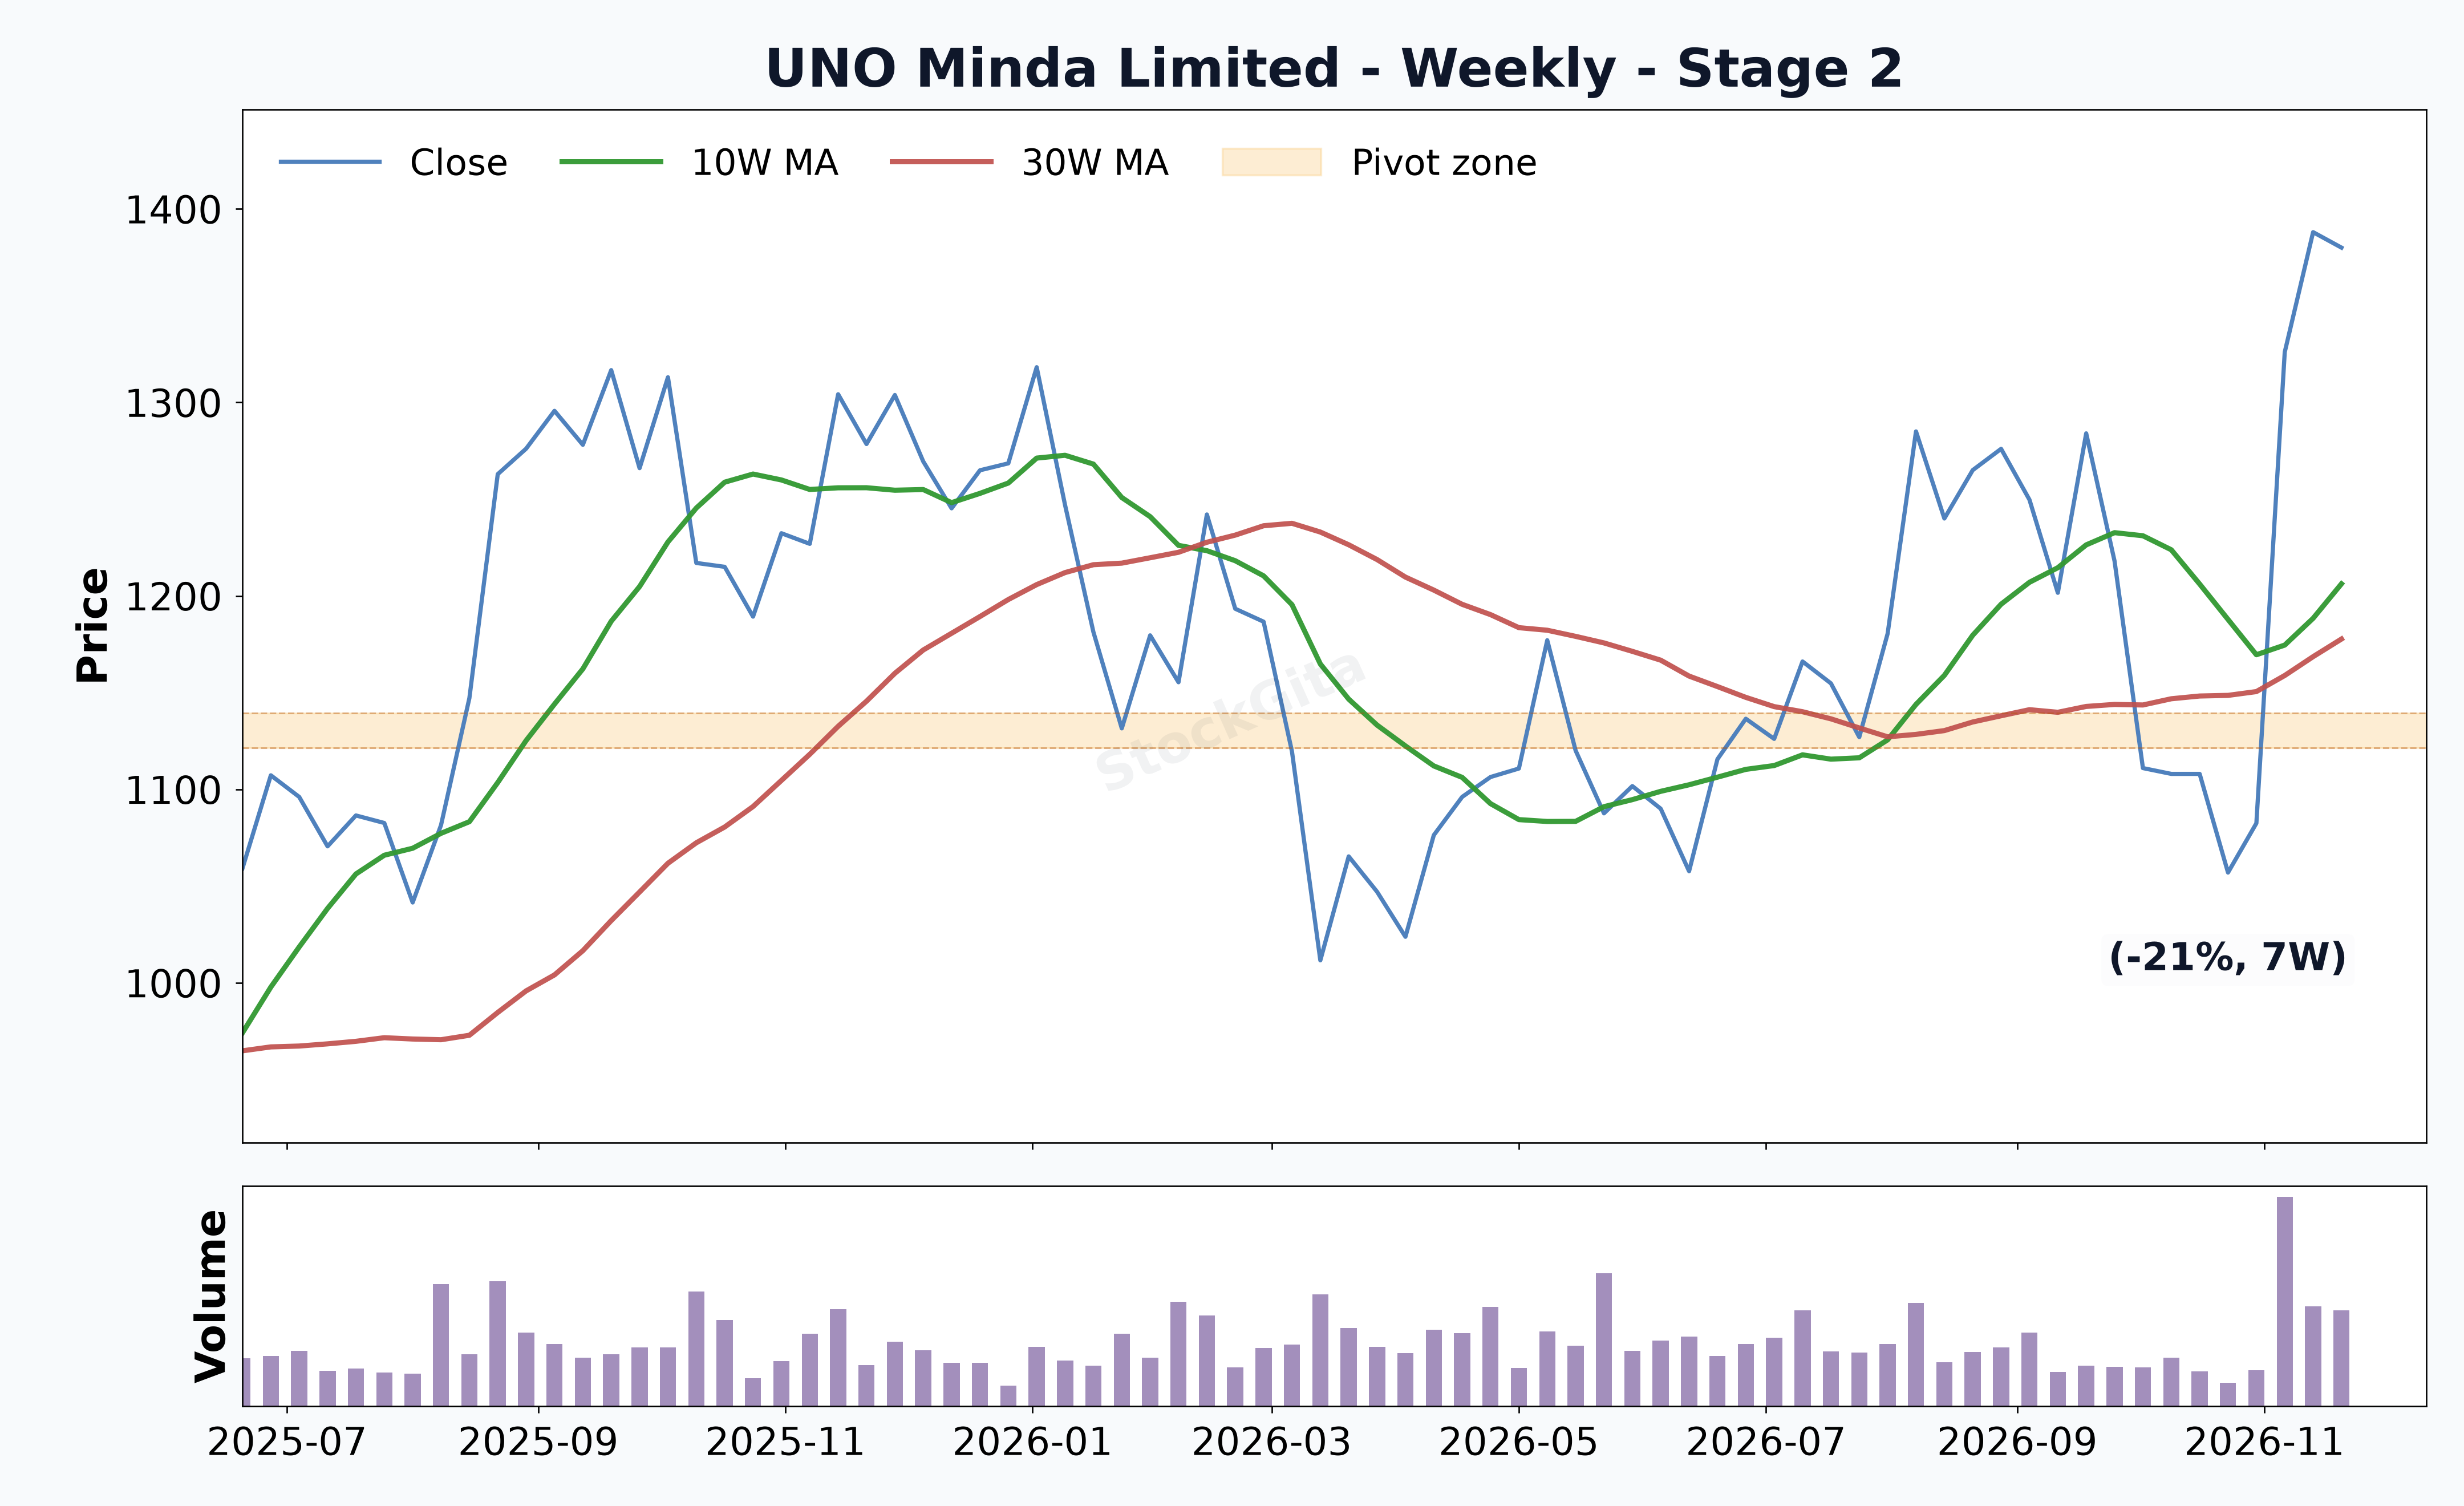 UNO Minda Limited - Weekly - Stage 2
Close 10W MA 30W MA Pivot zone
Price
1400
1300
1200
1100
1000
StockGita
(-21%, 7W)
Volume
2025-07 2025-09 2025-11 2026-01 2026-03 2026-05 2026-07 2026-09 2026-11